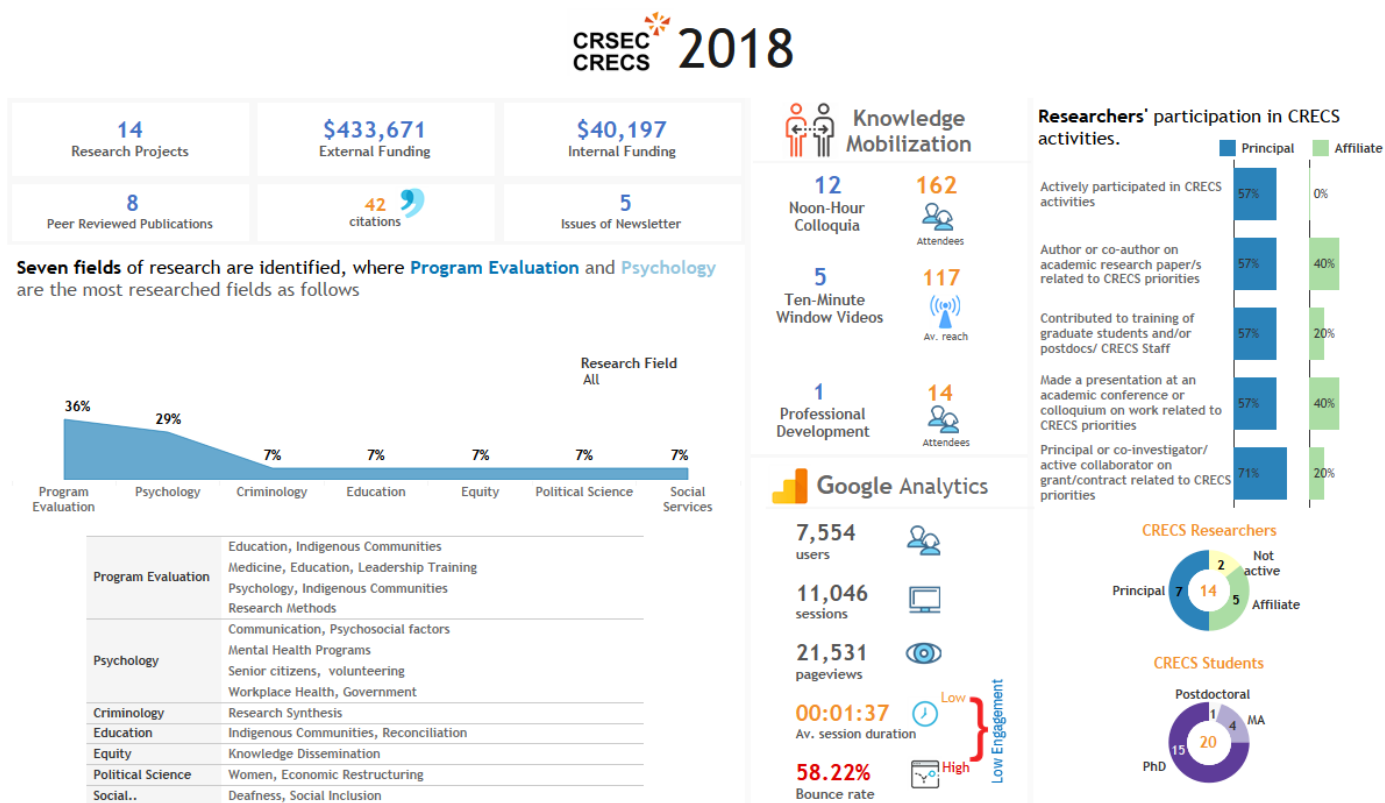 CRSEC
CRECS
2018
14
Research Projects
$433,671
External Funding
$40,197
Internal Funding
8
Peer Reviewed Publications
42
citations
5
Issues of Newsletter
Seven fields of research are identified, where Program Evaluation and Psychology
are the most researched fields as follows
Research Field
All
36%
29%
7%
7%
7%
7%
7%
Program
Evaluation
Psychology
Criminology
Education
Equity
Political Science
Social
Services
Program Evaluation
Education, Indigenous Communities
Medicine, Education, Leadership Training
Psychology, Indigenous Communities
Research Methods
Psychology
Communication, Psychosocial factors
Mental Health Programs
Senior citizens, volunteering
Workplace Health, Government
Criminology
Research Synthesis
Education
Indigenous Communities, Reconciliation
Equity
Knowledge Dissemination
Political Science
Women, Economic Restructuring
Social..
Deafness, Social Inclusion
Knowledge
Mobilization
12
Noon-Hour
Colloquia
162
Attendees
5
Ten-Minute
Window Videos
117
Av. reach
1
Professional
Development
14
Attendees
Google Analytics
7,554
users
11,046
sessions
21,531
pageviews
00:01:37
Av. session duration
Low
58.22%
Bounce rate
High
Low Engagement
Researchers' participation in CRECS
activities.
Principal
Affiliate
Actively participated in CRECS
activities
57%
0%
Author or co-author on
academic research paper/s
related to CRECS priorities
57%
40%
Contributed to training of
graduate students and/or
postdocs/ CRECS Staff
57%
20%
Made a presentation at an
academic conference or
colloquium on work related to
CRECS priorities
57%
40%
Principal or co-investigator/
active collaborator on
grant/contract related to CRECS
priorities
71%
20%
CRECS Researchers
Principal
7
14
2
Not
active
5
Affiliate
CRECS Students
Postdoctoral
1
4
MA
20
15
PhD